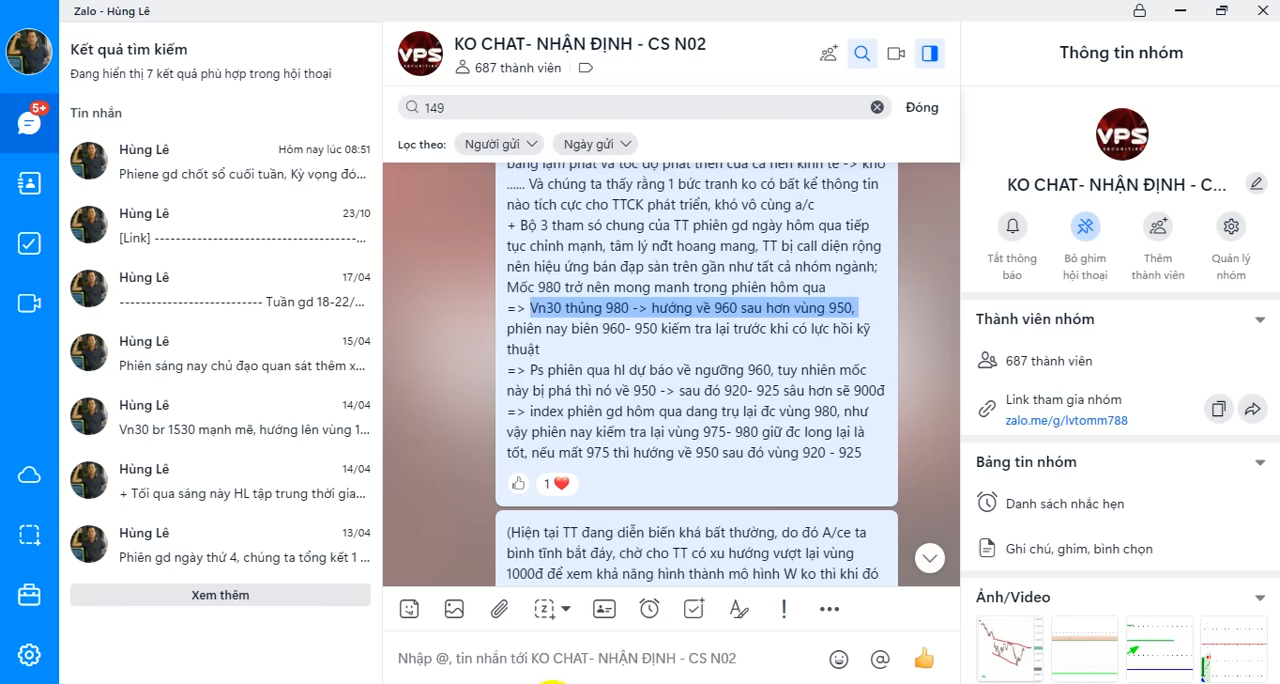 Zalo - Hùng Lê
Kết quả tìm kiếm
Đang hiển thị 7 kết quả phù hợp trong hội thoại
Tin nhắn
5+
Hùng Lê
Hôm nay lúc 08:51
Phiene gd chốt sổ cuối tuần, Kỳ vọng đó...
Hùng Lê
23/10
[Link] ------------------------------------...
Hùng Lê
17/04
-------------------------- Tuần gd 18-22/...
Hùng Lê
15/04
Phiên sáng nay chủ đạo quan sát thêm x...
Hùng Lê
14/04
Vn30 br 1530 mạnh mẽ, hướng lên vùng 1...
Hùng Lê
14/04
+ Tối qua sáng này HL tập trung thời gia...
Hùng Lê
13/04
Phiên gd ngày thứ 4, chúng ta tổng kết 1 ...
Xem thêm
VPS
SECURITIES
KO CHAT- NHẬN ĐỊNH - CS N02
687 thành viên
149
Đóng
Lọc theo:
Người gửi
Ngày gửi
bằng lạm phát và tốc độ phát triển của cả nền kinh tế -> khó
...... Và chúng ta thấy rằng 1 bức tranh ko có bất kể thông tin
nào tích cực cho TTCK phát triển, khó vô cùng a/c
+ Bộ 3 tham số chung của TT phiên gd ngày hôm qua tiếp
tục chỉnh mạnh, tâm lý nđt hoang mang, TT bị call diện rộng
nên hiệu ứng bán đạp sàn trên gần như tất cả nhóm ngành;
Mốc 980 trở nên mong manh trong phiên hôm qua
=> Vn30 thủng 980 -> hướng về 960 sau hơn vùng 950,
phiên nay biên 960- 950 kiếm tra lại trước khi có lực hồi kỹ
thuật
=> Ps phiên qua hl dự báo về ngưỡng 960, tuy nhiên mốc
này bị phá thì nó về 950 -> sau đó 920- 925 sâu hơn sẽ 900đ
=> index phiên gd hôm qua dang trụ lại đc vùng 980, như
vậy phiên nay kiếm tra lại vùng 975- 980 giữ đc long lại là
tốt, nếu mất 975 thì hướng về 950 sau đó vùng 920 - 925
1
(Hiện tại TT đang diễn biến khá bất thường, do đó A/ce ta
bình tĩnh bắt đáy, chờ cho TT có xu hướng vượt lại vùng
1000đ để xem khả năng hình thành mô hình W ko thì khi đó
Nhập @, tin nhắn tới KO CHAT- NHẬN ĐỊNH - CS N02
Thông tin nhóm
VPS
SECURITIES
KO CHAT- NHẬN ĐỊNH - C...
Tắt thông
báo
Bỏ ghim
hội thoại
Thêm
thành viên
Quản lý
nhóm
Thành viên nhóm
687 thành viên
Link tham gia nhóm
zalo.me/g/lvtomm788
Bảng tin nhóm
Danh sách nhắc hẹn
Ghi chú, ghim, bình chọn
Ảnh/Video